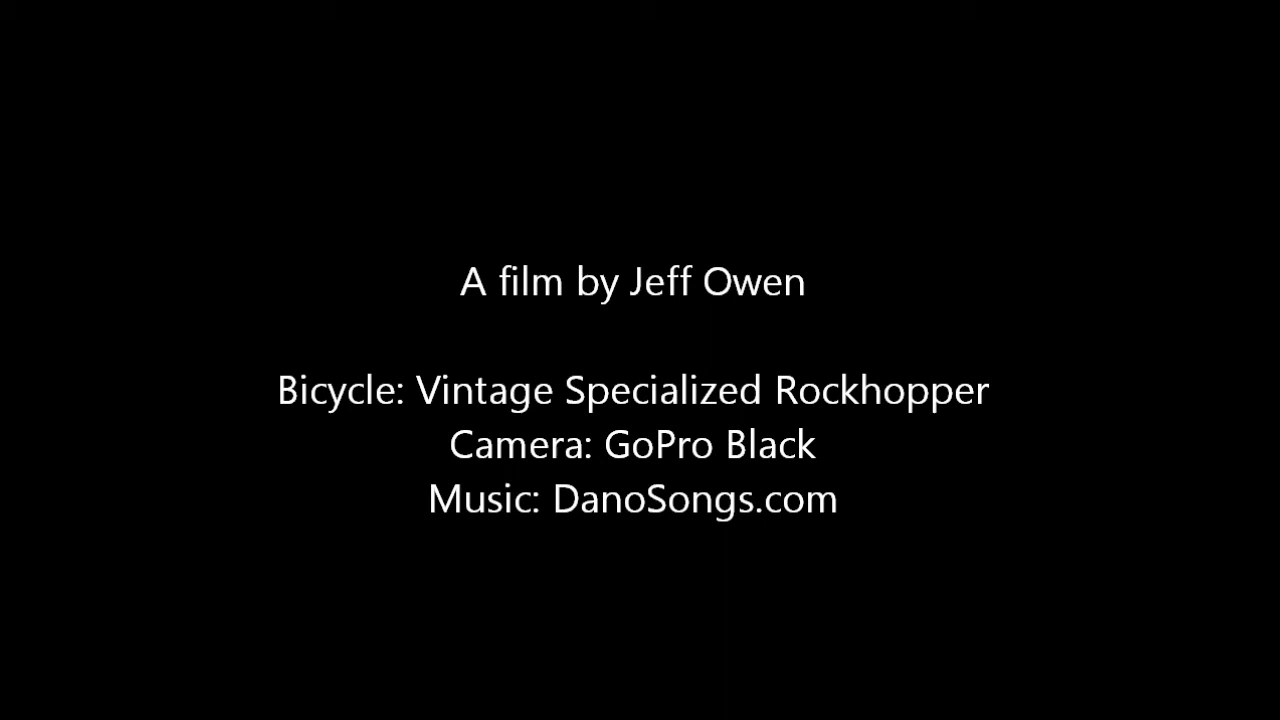 A film by Jeff Owen
Bicycle: Vintage Specialized Rockhopper
Camera: GoPro Black
Music: DanoSongs.com